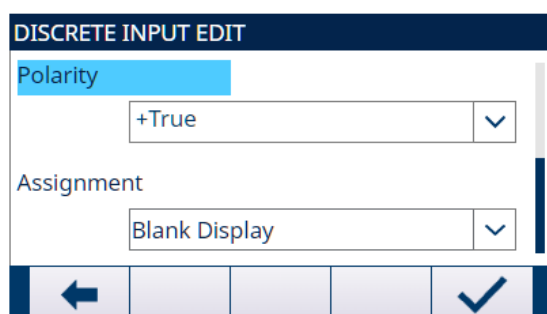 DISCRETE INPUT EDIT
Polarity
+True
Assignment
Blank Display